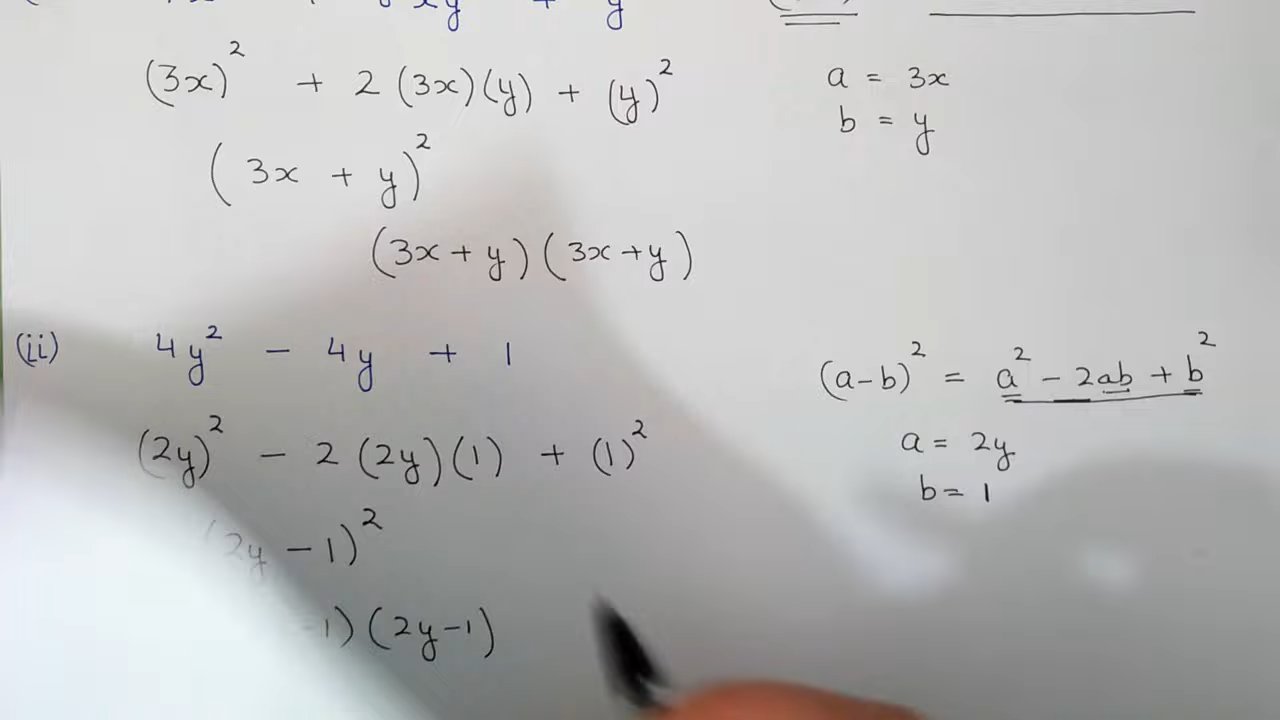 (3x)² + 2 (3x)(y) + (y)²
(3x + y)²
(3x + y)(3x + y)
a = 3x
b = y
(ii) 4y² - 4y + 1
(2y)² - 2 (2y)(1) + (1)²
(2y - 1)²
-1)(2y-1)
(a-b)² = a² - 2ab + b²
a = 2y
b = 1